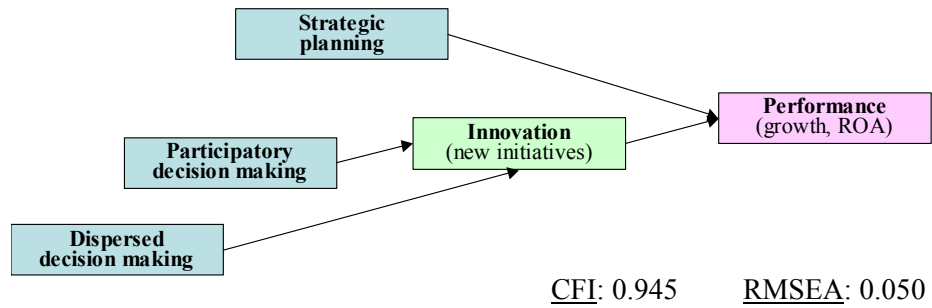 Strategic
planning
Performance
(growth, ROA)
Innovation
(new initiatives)
Participatory
decision making
Dispersed
decision making
CFI: 0.945 RMSEA: 0.050